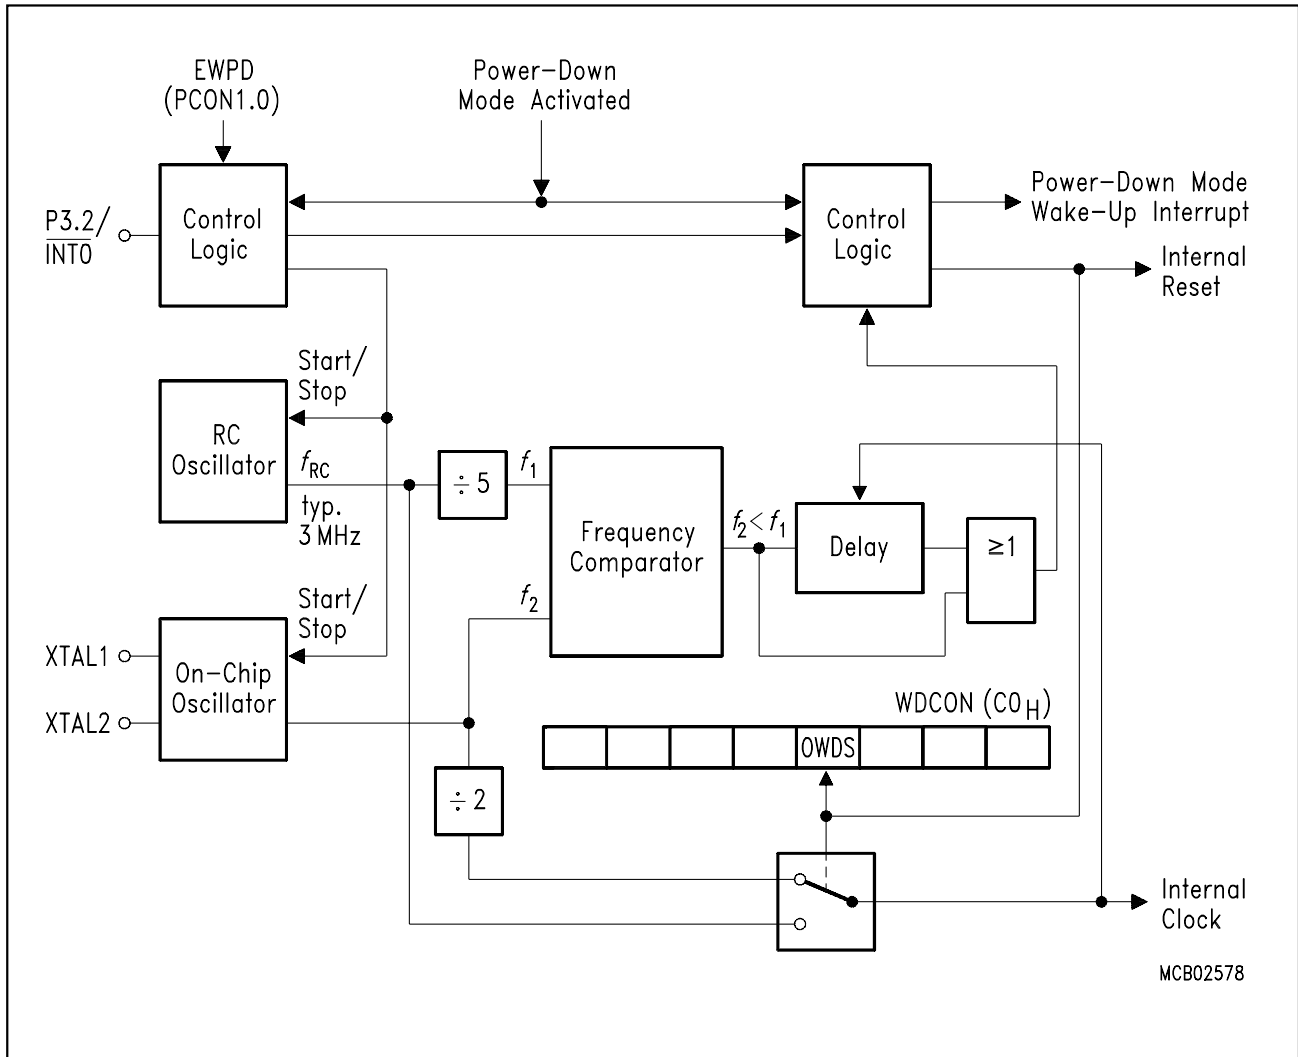 EWPD
(PCON1.0)
Power-Down
Mode Activated
P3.2/
INT0
Control
Logic
Control
Logic
Power-Down Mode
Wake-Up Interrupt
Internal
Reset
Start/
Stop
RC
Oscillator
fRC
typ.
3 MHz
÷ 5
f1
Frequency
Comparator
f2
f2 < f1
Delay
≥1
Start/
Stop
XTAL1
XTAL2
On-Chip
Oscillator
WDCON (C0H)
OWDS
÷ 2
Internal
Clock
MCB02578